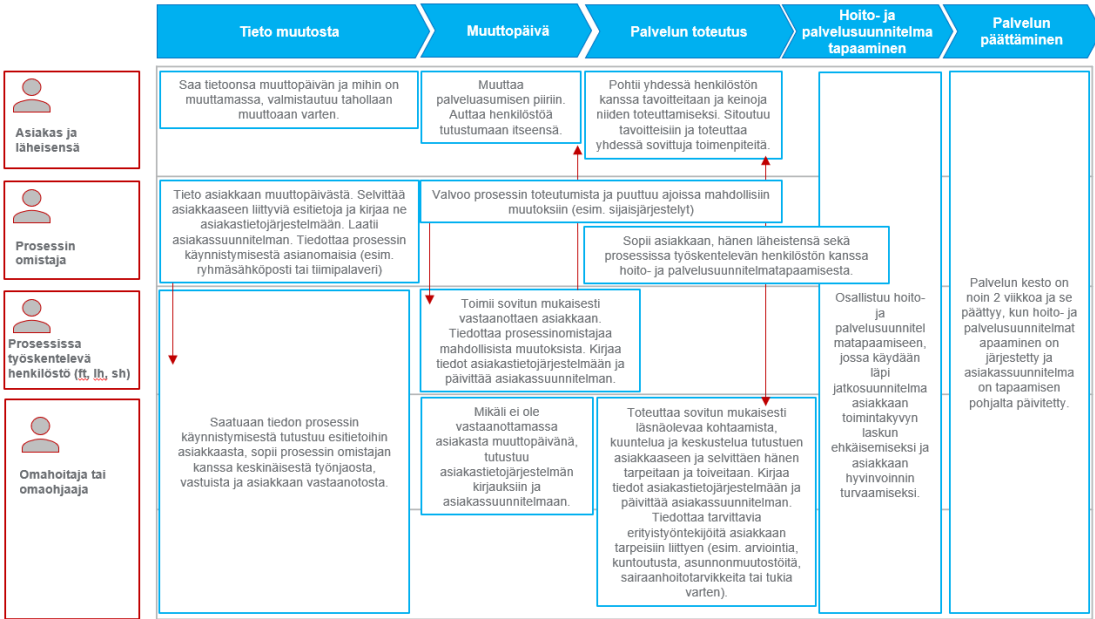 Tieto muutosta
Muuttopäivä
Palvelun toteutus
Hoito- ja
palvelusuunnitelma
tapaaminen
Palvelun
päättäminen
Asiakas ja
läheisensä
Saa tietoonsa muuttopäivän ja mihin on
muuttamassa, valmistautuu tahollaan
muuttoaan varten.
Muuttaa
palveluasumisen piiriin.
Auttaa henkilöstöä
tutustumaan itseensä.
Pohtii yhdessä henkilöstön
kanssa tavoitteitaan ja keinoja
niiden toteuttamiseksi. Sitoutuu
tavoitteisiin ja toteuttaa
yhdessä sovittuja toimenpiteitä.
Prosessin
omistaja
Tieto asiakkaan muuttopäivästä. Selvittää
asiakkaaseen liittyviä esitietoja ja kirjaa ne
asiakastietojärjestelmään. Laatii
asiakassuunnitelman. Tiedottaa prosessin
käynnistymisestä asianomaisia (esim.
ryhmäsähköposti tai tiimipalaveri)
Valvoo prosessin toteutumista ja puuttuu ajoissa mahdollisiin
muutoksiin (esim. sijaisjärjestelyt)
Sopii asiakkaan, hänen läheistensä sekä
prosessissa työskentelevän henkilöstön kanssa
hoito- ja palvelusuunnitelmatapaamisesta.
Prosessissa
työskentelevä
henkilöstö (ft, lh, sh)
Toimii sovitun mukaisesti
vastaanottaen asiakkaan.
Tiedottaa prosessinomistajaa
mahdollisista muutoksista. Kirjaa
tiedot asiakastietojärjestelmään ja
päivittää asiakassuunnitelman.
Omahoitaja tai
omaohjaaja
Saatuaan tiedon prosessin
käynnistymisestä tutustuu esitietoihin
asiakkaasta, sopii prosessin omistajan
kanssa keskinäisestä työnjaosta,
vastuista ja asiakkaan vastaanotosta.
Mikäli ei ole
vastaanottamassa
asiakasta muuttopäivänä,
tutustuu
asiakastietojärjestelmän
kirjauksiin ja
asiakassuunnitelmaan.
Toteuttaa sovitun mukaisesti
läsnäolevaa kohtaamista,
kuuntelua ja keskustelua tutustuen
asiakkaaseen ja selvittäen hänen
tarpeitaan ja toiveitaan. Kirjaa
tiedot asiakastietojärjestelmään ja
päivittää asiakassuunnitelman.
Tiedottaa tarvittavia
erityistyöntekijöitä asiakkaan
tarpeisiin liittyen (esim. arviointia,
kuntoutusta, asunnonmuutostöitä,
sairaanhoitotarvikkeita tai tukia
varten).
Osallistuu hoito-
ja
palvelusuunnitel
matapaamiseen,
jossa käydään
läpi
jatkosuunnitelma
asiakkaan
toimintakyvyn
laskun
ehkäisemiseksi ja
asiakkaan
hyvinvoinnin
turvaamiseksi.
Palvelun kesto on
noin 2 viikkoa ja se
päättyy, kun hoito- ja
palvelusuunnitelmat
apaaminen on
järjestetty ja
asiakassuunnitelma
on tapaamisen
pohjalta päivitetty.